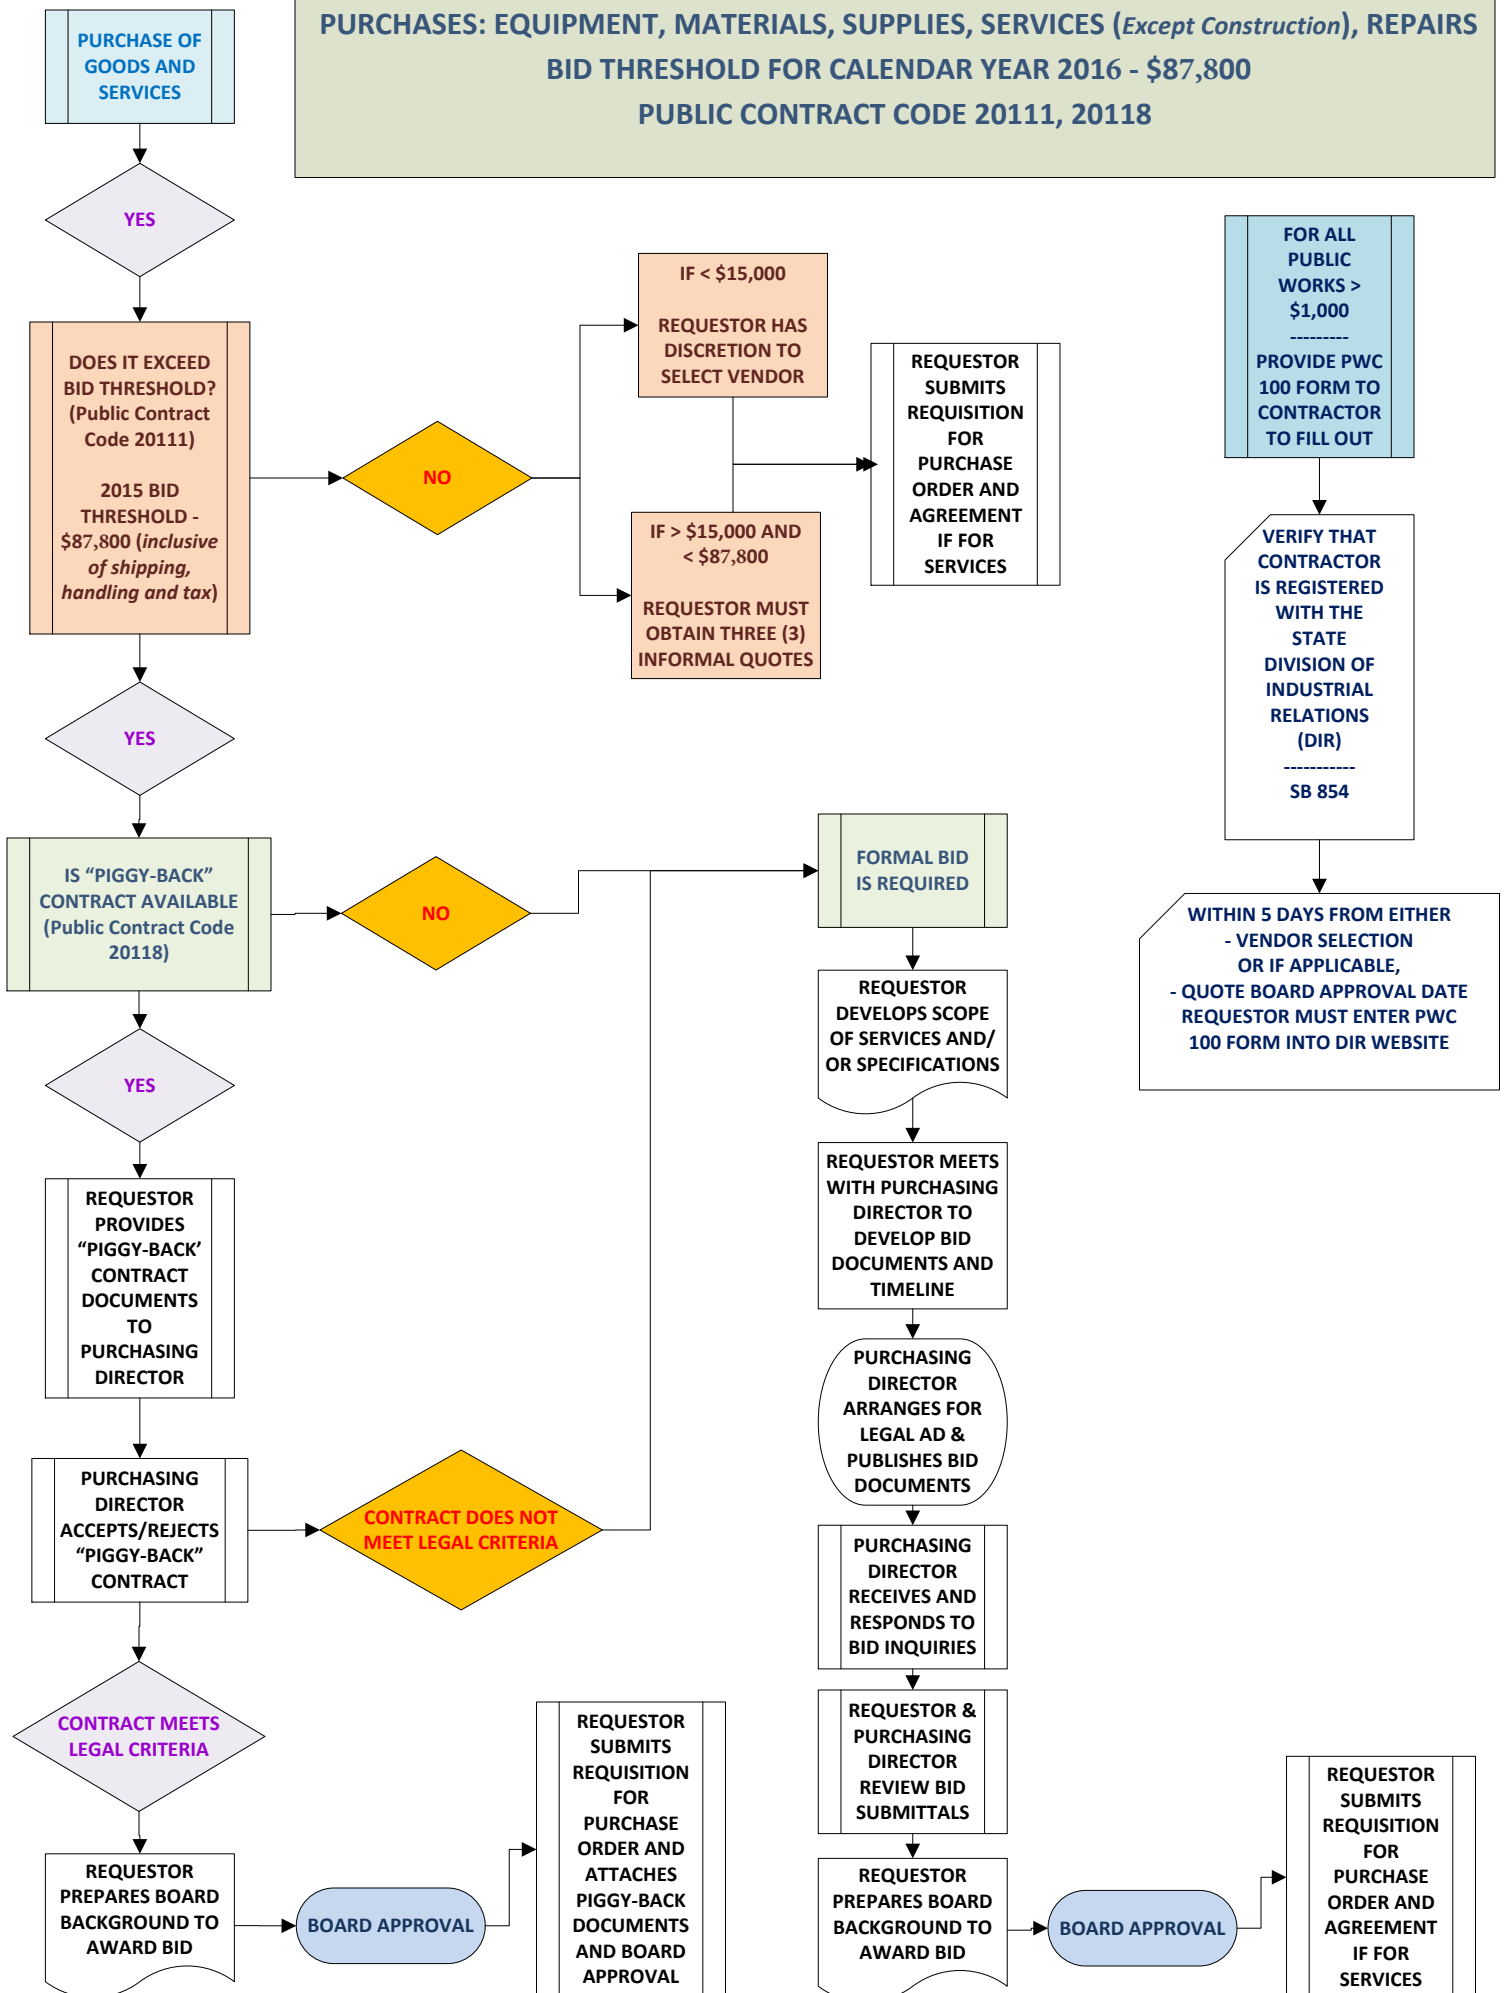 PURCHASES: EQUIPMENT, MATERIALS, SUPPLIES, SERVICES (Except Construction), REPAIRS
BID THRESHOLD FOR CALENDAR YEAR 2016 - $87,800
PUBLIC CONTRACT CODE 20111, 20118
PURCHASE OF
GOODS AND
SERVICES
YES
DOES IT EXCEED
BID THRESHOLD?
(Public Contract
Code 20111)
2015 BID
THRESHOLD -
$87,800 (inclusive
of shipping,
handling and tax)
NO
IF < $15,000
REQUESTOR HAS
DISCRETION TO
SELECT VENDOR
IF > $15,000 AND
< $87,800
REQUESTOR MUST
OBTAIN THREE (3)
INFORMAL QUOTES
REQUESTOR
SUBMITS
REQUISITION
FOR
PURCHASE
ORDER AND
AGREEMENT
IF FOR
SERVICES
FOR ALL
PUBLIC
WORKS >
$1,000
---------
PROVIDE PWC
100 FORM TO
CONTRACTOR
TO FILL OUT
VERIFY THAT
CONTRACTOR
IS REGISTERED
WITH THE
STATE
DIVISION OF
INDUSTRIAL
RELATIONS
(DIR)
-----------
SB 854
WITHIN 5 DAYS FROM EITHER
- VENDOR SELECTION
OR IF APPLICABLE,
- QUOTE BOARD APPROVAL DATE
REQUESTOR MUST ENTER PWC
100 FORM INTO DIR WEBSITE
YES
IS “PIGGY-BACK”
CONTRACT AVAILABLE
(Public Contract Code
20118)
NO
YES
REQUESTOR
PROVIDES
“PIGGY-BACK’
CONTRACT
DOCUMENTS
TO
PURCHASING
DIRECTOR
PURCHASING
DIRECTOR
ACCEPTS/REJECTS
“PIGGY-BACK”
CONTRACT
CONTRACT DOES NOT
MEET LEGAL CRITERIA
CONTRACT MEETS
LEGAL CRITERIA
REQUESTOR
PREPARES BOARD
BACKGROUND TO
AWARD BID
BOARD APPROVAL
REQUESTOR
SUBMITS
REQUISITION
FOR
PURCHASE
ORDER AND
ATTACHES
PIGGY-BACK
DOCUMENTS
AND BOARD
APPROVAL
FORMAL BID
IS REQUIRED
REQUESTOR
DEVELOPS SCOPE
OF SERVICES AND/
OR SPECIFICATIONS
REQUESTOR MEETS
WITH PURCHASING
DIRECTOR TO
DEVELOP BID
DOCUMENTS AND
TIMELINE
PURCHASING
DIRECTOR
ARRANGES FOR
LEGAL AD &
PUBLISHES BID
DOCUMENTS
PURCHASING
DIRECTOR
RECEIVES AND
RESPONDS TO
BID INQUIRIES
REQUESTOR &
PURCHASING
DIRECTOR
REVIEW BID
SUBMITTALS
REQUESTOR
PREPARES BOARD
BACKGROUND TO
AWARD BID
BOARD APPROVAL
REQUESTOR
SUBMITS
REQUISITION
FOR
PURCHASE
ORDER AND
AGREEMENT
IF FOR
SERVICES